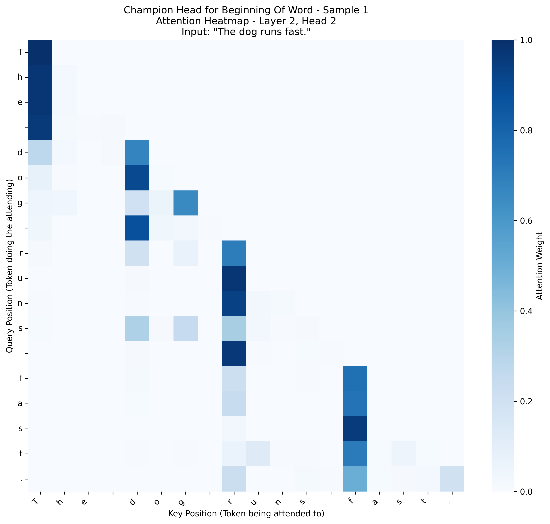 Champion Head for Beginning Of Word - Sample 1
Attention Heatmap - Layer 2, Head 2
Input: "The dog runs fast."
T
h
e
d
o
g
r
u
n
s
f
a
s
t
.
Query Position (Token doing the attending)
T h e d o g r u n s f a s t .
Key Position (Token being attended to)
1.0
0.8
0.6
0.4
0.2
0.0
Attention Weight